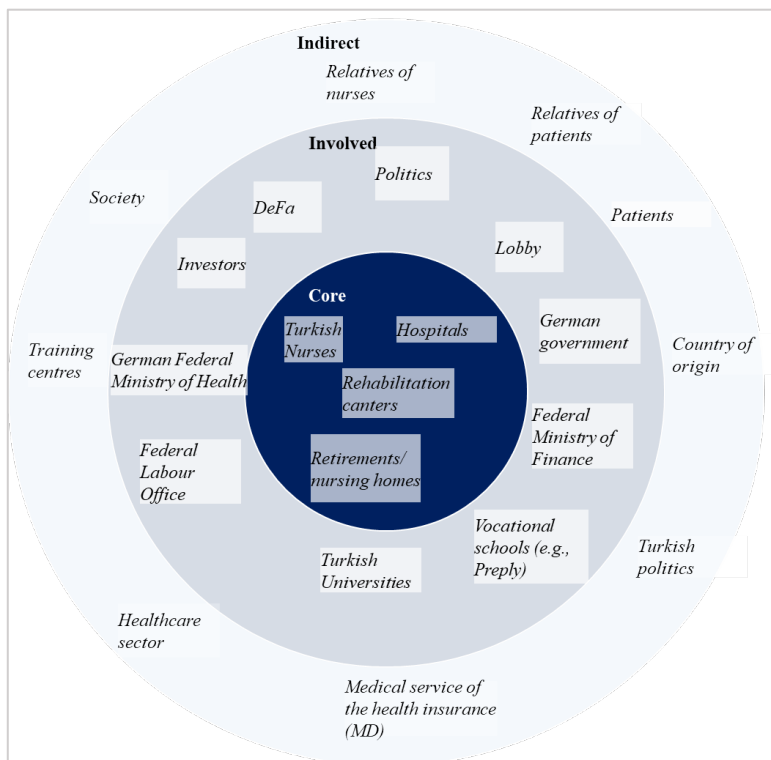 Indirect
Relatives of
nurses
Relatives of
patients
Involved
Politics
Society
DeFa
Patients
Lobby
Investors
Core
Turkish
Nurses
Hospitals
German
government
Training
centres
German Federal
Ministry of Health
Country of
origin
Rehabilitation
canters
Federal
Ministry of
Finance
Federal
Labour
Office
Retirements/
nursing homes
Vocational
schools (e.g.,
Preply)
Turkish
politics
Turkish
Universities
Healthcare
sector
Medical service of
the health insurance
(MD)